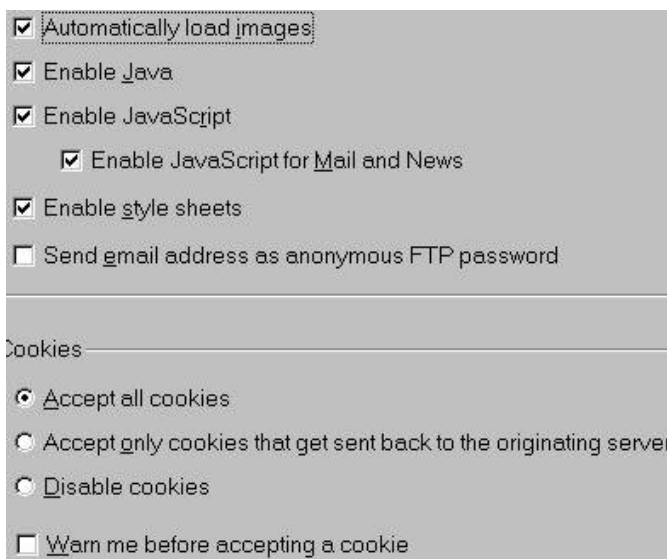 Automatically load images
Enable Java
Enable JavaScript
Enable JavaScript for Mail and News
Enable style sheets
Send email address as anonymous FTP password
Cookies
Accept all cookies
Accept only cookies that get sent back to the originating server
Disable cookies
Warn me before accepting a cookie